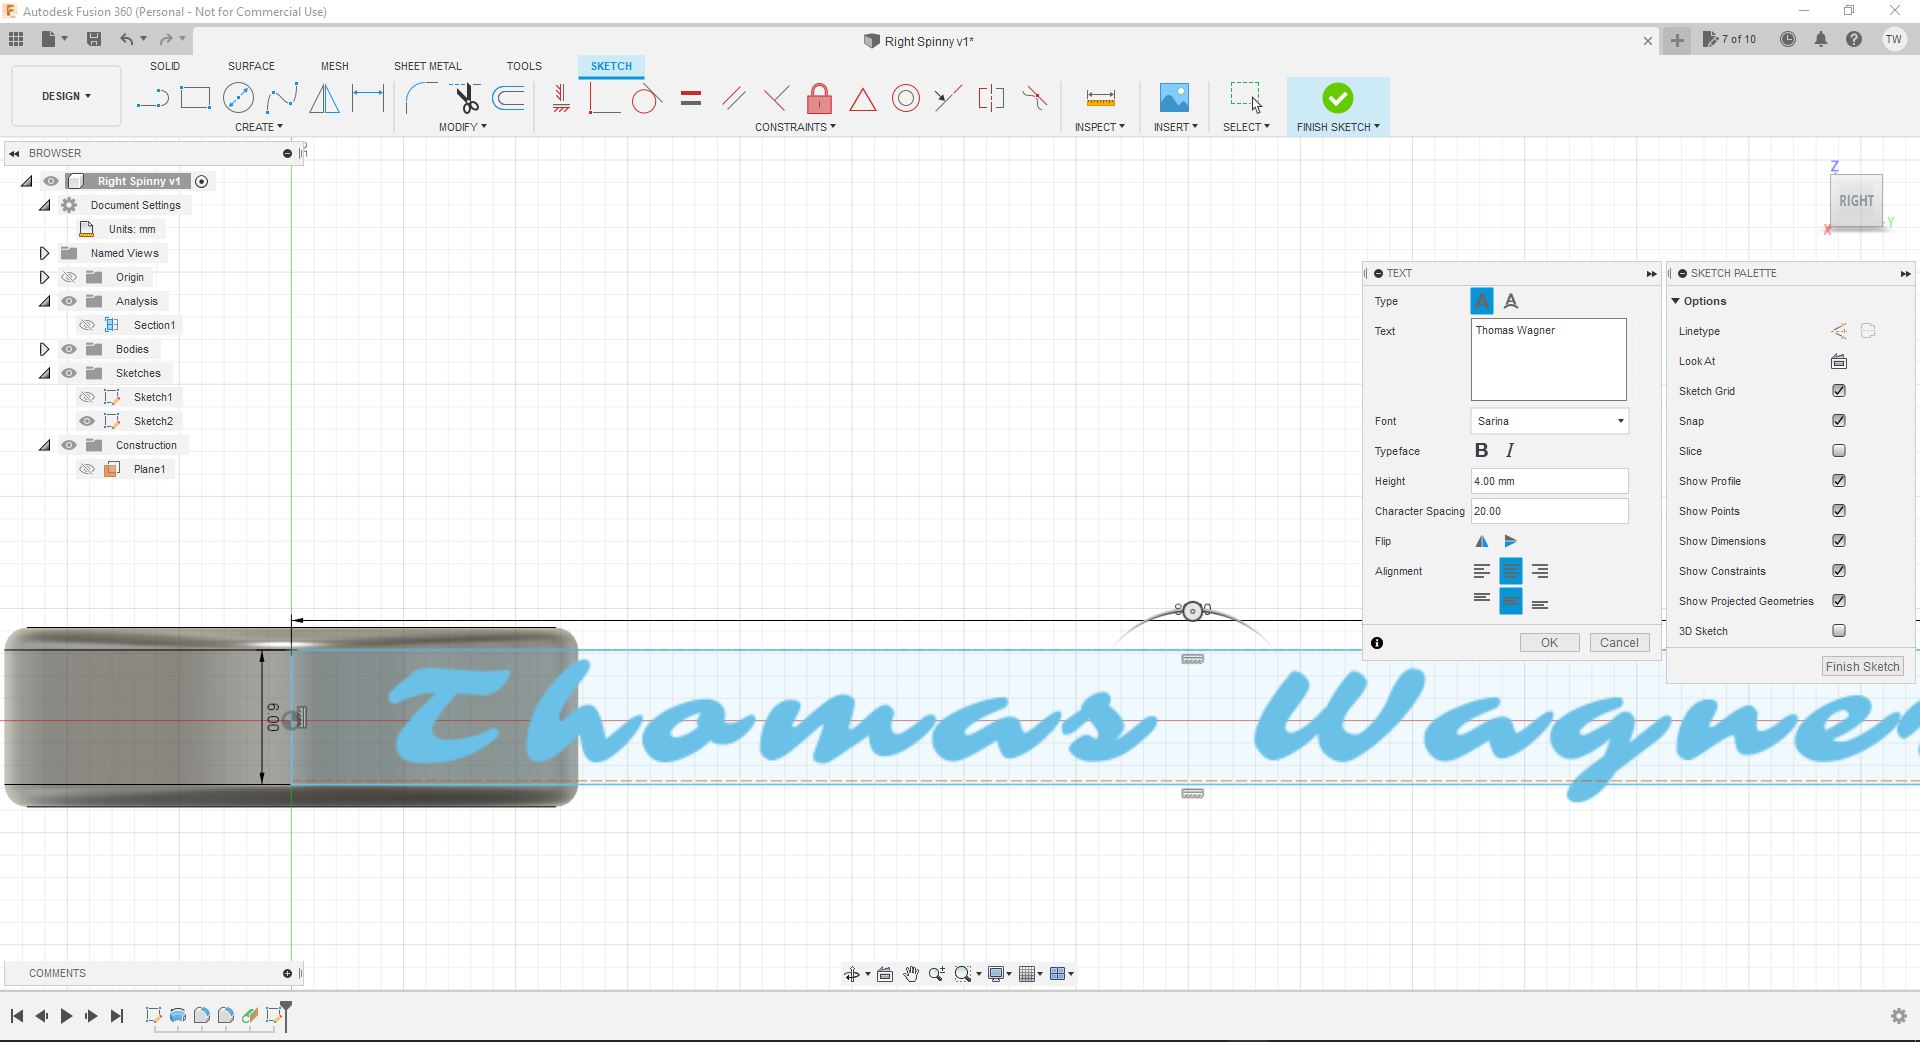 Autodesk Fusion 360 (Personal - Not for Commercial Use)
Right Spinny v1*
7 of 10
TW
DESIGN
SOLID
SURFACE
MESH
SHEET METAL
TOOLS
SKETCH
CREATE
MODIFY
CONSTRAINTS
INSPECT
INSERT
SELECT
FINISH SKETCH
BROWSER
Right Spinny v1
Document Settings
Units: mm
Named Views
Origin
Analysis
Section1
Bodies
Sketches
Sketch1
Sketch2
Construction
Plane1
Z
RIGHT
X
Y
TEXT
Type
A A
Text
Thomas Wagner
Font
Sarina
Typeface
B I
Height
4.00 mm
Character Spacing
20.00
Flip
Alignment
OK
Cancel
SKETCH PALETTE
Options
Linetype
Look At
Sketch Grid
Snap
Slice
Show Profile
Show Points
Show Dimensions
Show Constraints
Show Projected Geometries
3D Sketch
Finish Sketch
6.00
Thomas Wagner
COMMENTS